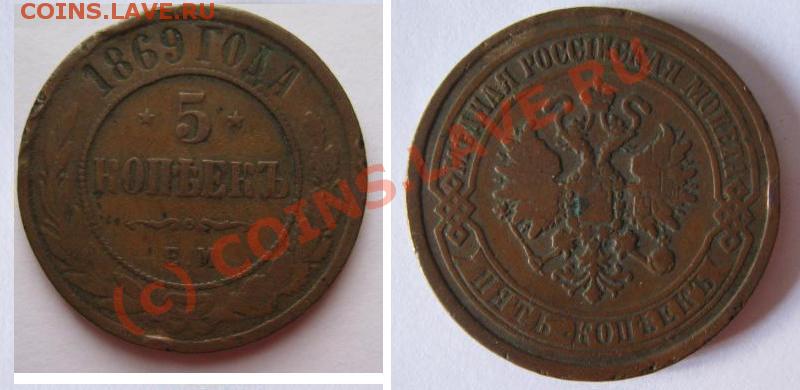 COINS.LAVE.RU
1869 ГОДА
5
КОПѢЕКЪ
Е.М.
МѢДНАЯ РОССІЙСКАЯ МОНЕТА
ПЯТЬ КОПѢЕКЪ
(c) COINS.LAVE.RU